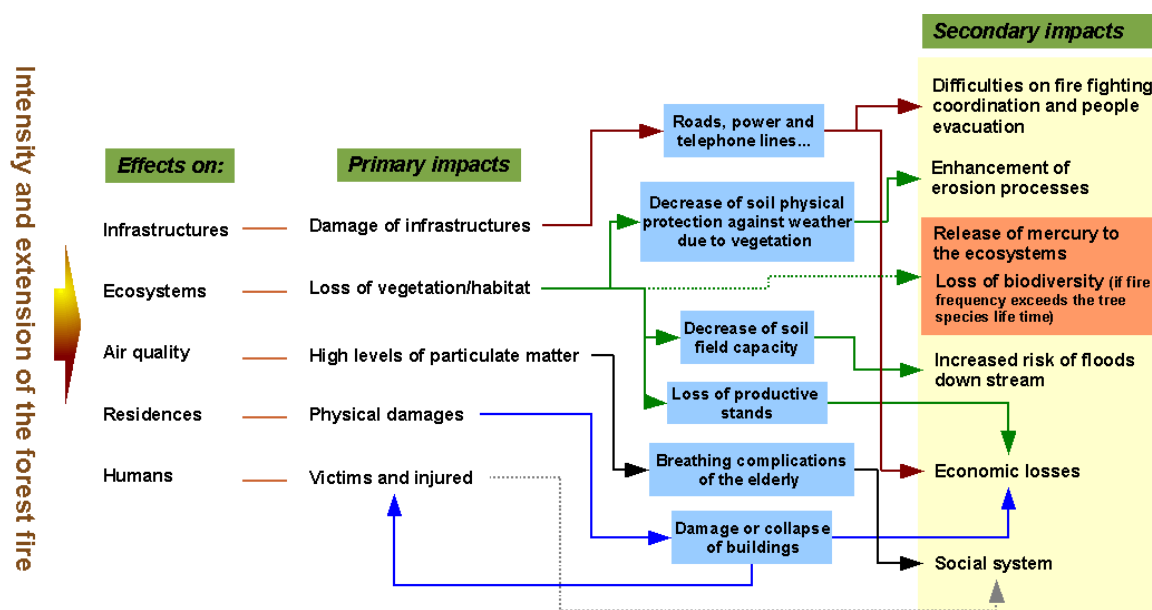 Intensity and extension of the forest fire
Effects on:
Infrastructures
Ecosystems
Air quality
Residences
Humans
Primary impacts
Damage of infrastructures
Loss of vegetation/habitat
High levels of particulate matter
Physical damages
Victims and injured
Roads, power and
telephone lines...
Decrease of soil physical
protection against weather
due to vegetation
Decrease of soil
field capacity
Loss of productive
stands
Breathing complications
of the elderly
Damage or collapse
of buildings
Secondary impacts
Difficulties on fire fighting
coordination and people
evacuation
Enhancement of
erosion processes
Release of mercury to
the ecosystems
Loss of biodiversity (if fire
frequency exceeds the tree
species life time)
Increased risk of floods
down stream
Economic losses
Social system